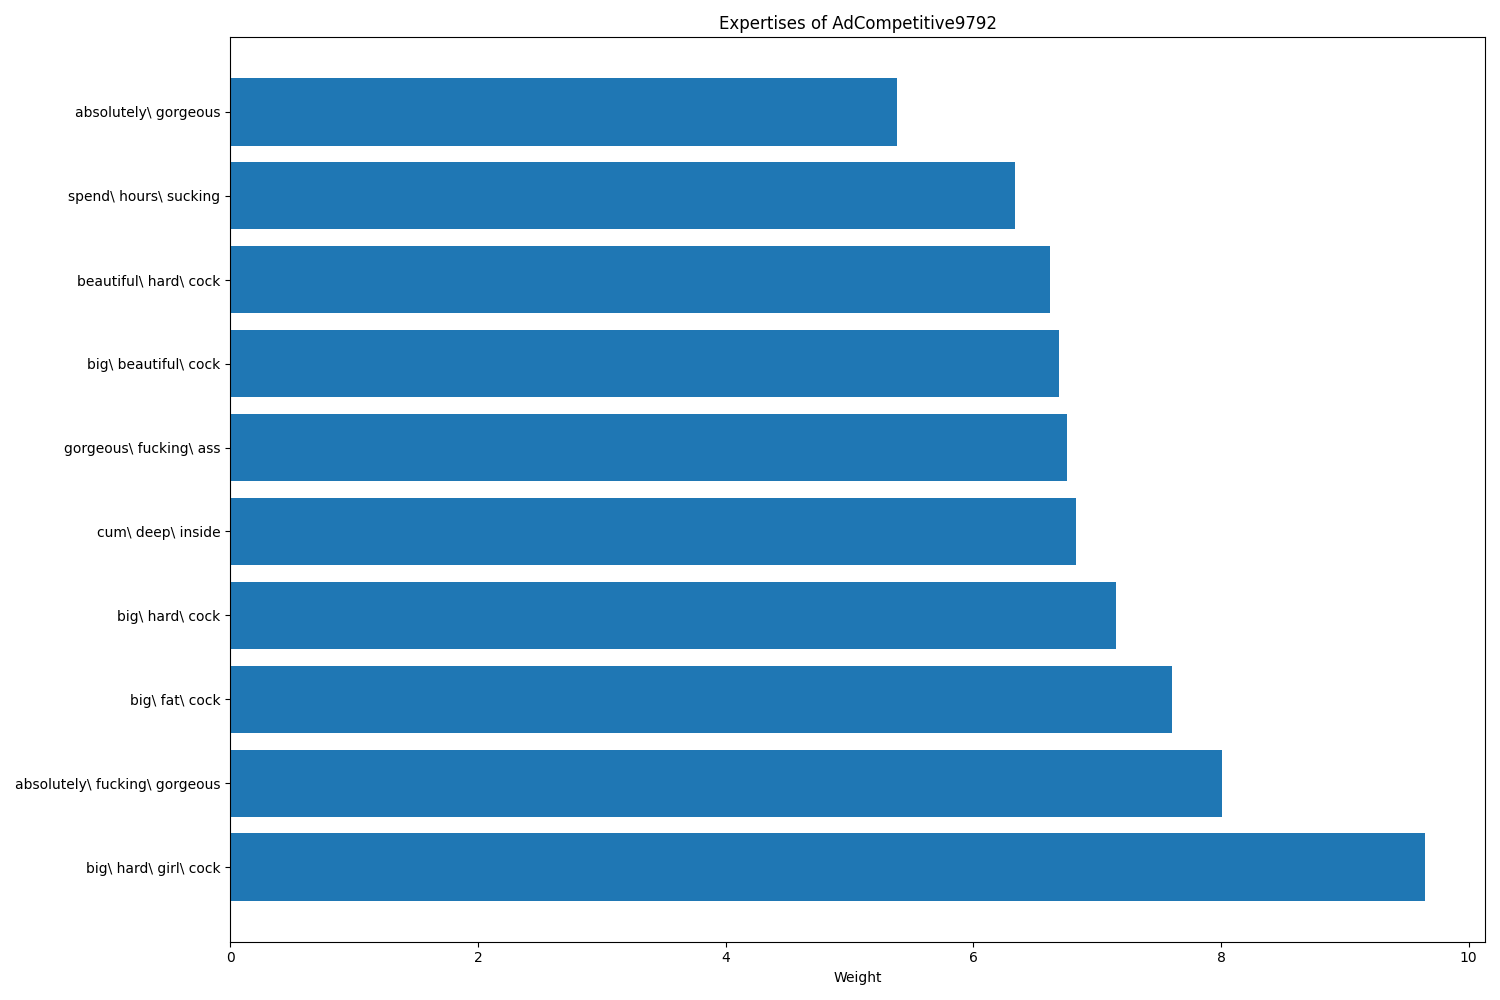 Expertises of AdCompetitive9792
absolutely\ gorgeous
spend\ hours\ sucking
beautiful\ hard\ cock
big\ beautiful\ cock
gorgeous\ fucking\ ass
cum\ deep\ inside
big\ hard\ cock
big\ fat\ cock
absolutely\ fucking\ gorgeous
big\ hard\ girl\ cock
0 2 4 6 8 10
Weight